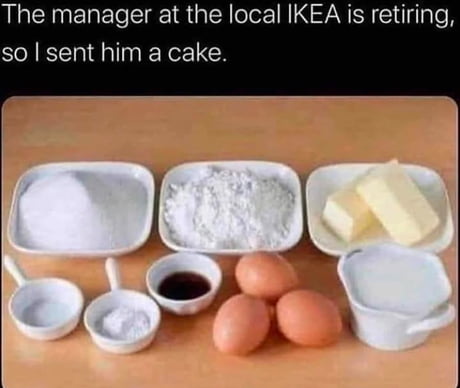 The manager at the local IKEA is retiring,
so I sent him a cake.